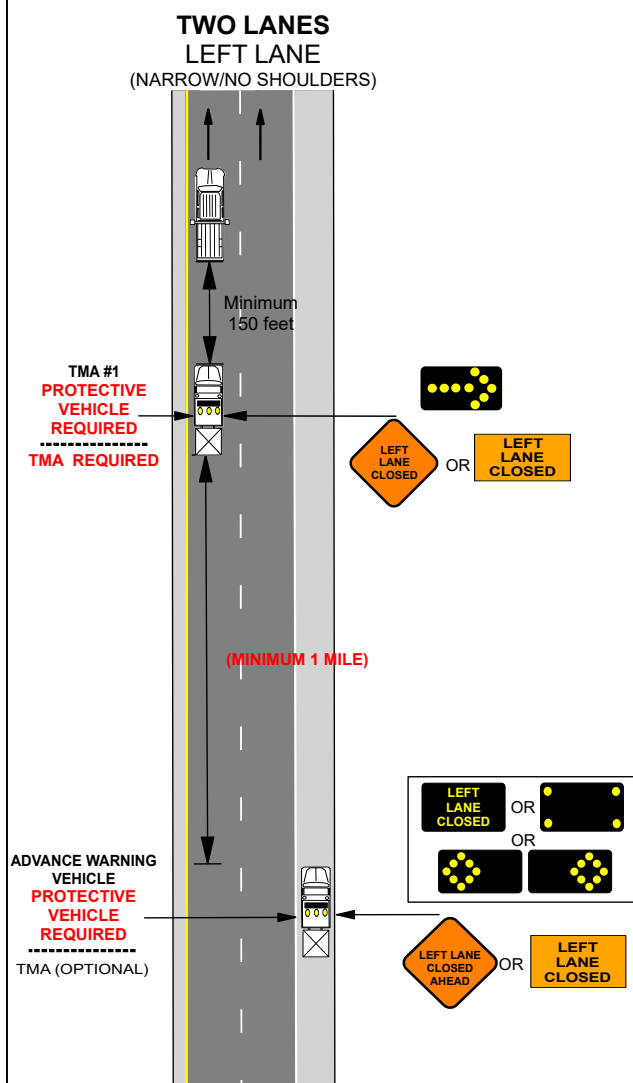 TWO LANES
LEFT LANE
(NARROW/NO SHOULDERS)
Minimum
150 feet
TMA #1
PROTECTIVE
VEHICLE
REQUIRED
TMA REQUIRED
LEFT
LANE
CLOSED
OR
LEFT
LANE
CLOSED
(MINIMUM 1 MILE)
LEFT
LANE
CLOSED
OR
OR
ADVANCE WARNING
VEHICLE
PROTECTIVE
VEHICLE
REQUIRED
TMA (OPTIONAL)
LEFT LANE
CLOSED
AHEAD
OR
LEFT
LANE
CLOSED